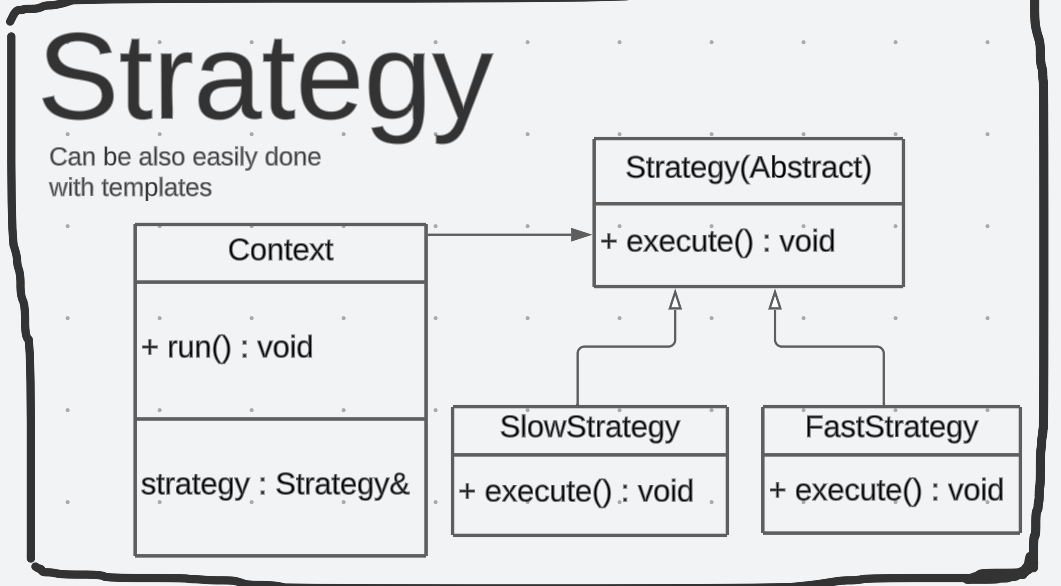 Strategy
Can be also easily done
with templates
Strategy(Abstract)
+ execute() : void
Context
+ run() : void
strategy : Strategy&
SlowStrategy
+ execute() : void
FastStrategy
+ execute() : void